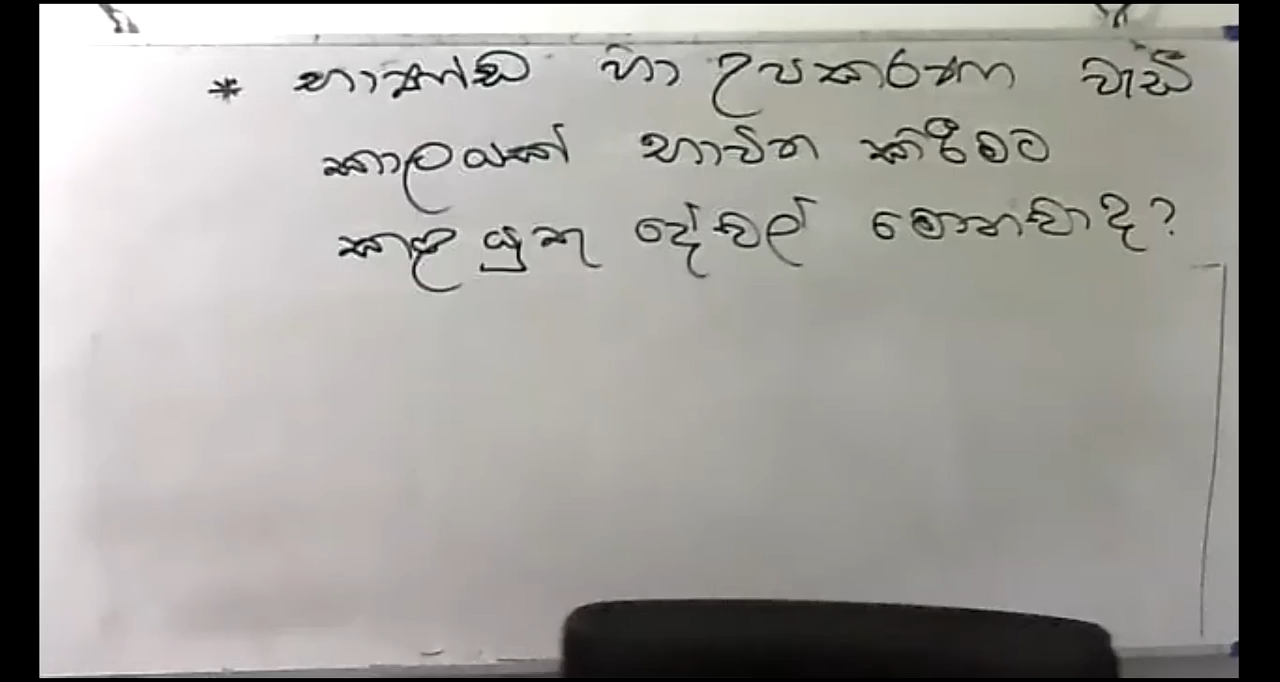 * භාණ්ඩ හා උපකරණ වැඩි
කාලයක් භාවිත කිරීමට
කළ යුතු දේවල් මොනවාද?